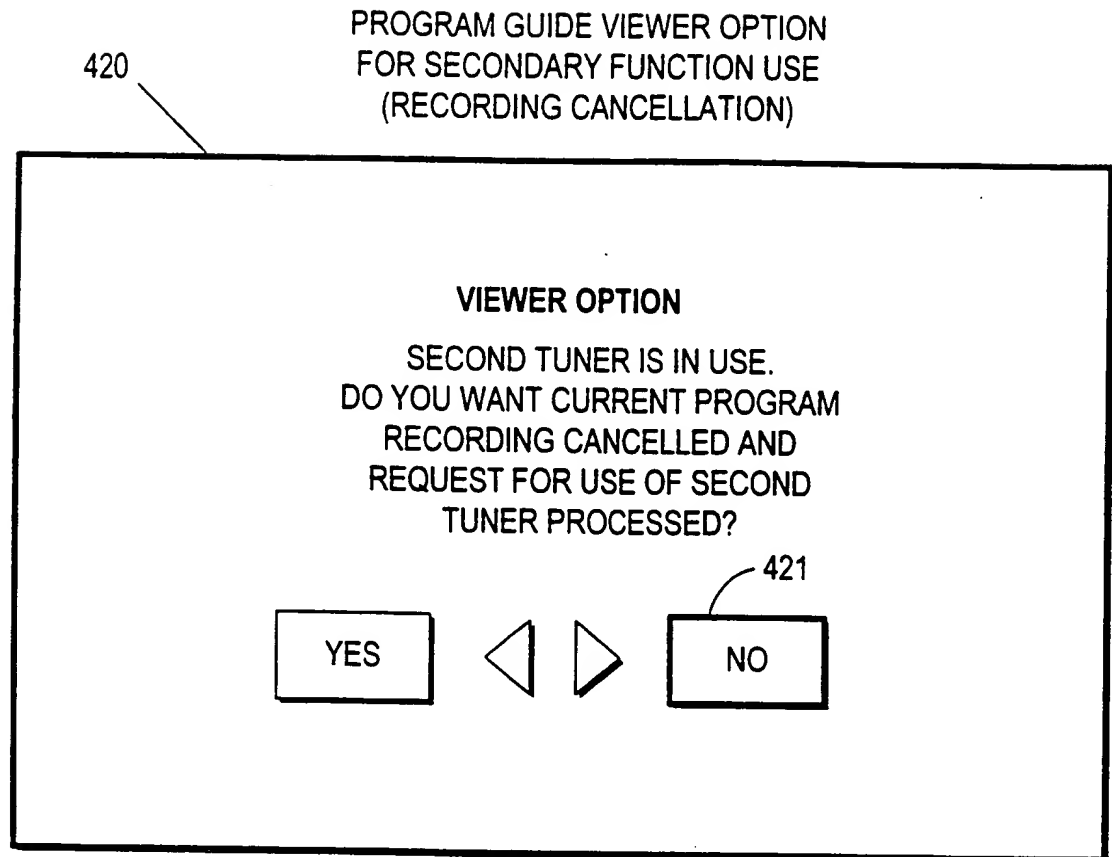 PROGRAM GUIDE VIEWER OPTION
FOR SECONDARY FUNCTION USE
(RECORDING CANCELLATION)
420
VIEWER OPTION
SECOND TUNER IS IN USE.
DO YOU WANT CURRENT PROGRAM
RECORDING CANCELLED AND
REQUEST FOR USE OF SECOND
TUNER PROCESSED?
421
YES
NO